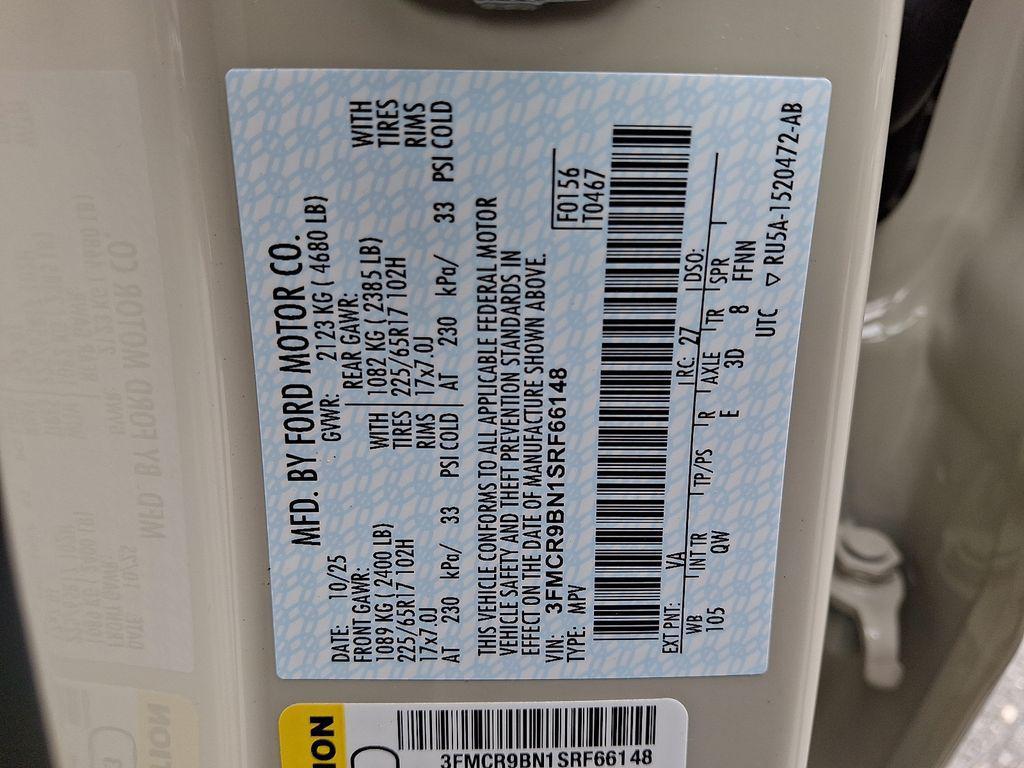 MFD. BY FORD MOTOR CO.
DATE: 10/25 GVWR: 2123 KG ( 4680 LB)
FRONT GAWR: REAR GAWR:
1089 KG ( 2400 LB) WITH 1082 KG ( 2385 LB) WITH
225/65R17 102H TIRES 225/65R17 102H TIRES
17x7.0J RIMS 17x7.0J RIMS
AT 230 kPa/ 33 PSI COLD AT 230 kPa/ 33 PSI COLD
THIS VEHICLE CONFORMS TO ALL APPLICABLE FEDERAL MOTOR
VEHICLE SAFETY AND THEFT PREVENTION STANDARDS IN
EFFECT ON THE DATE OF MANUFACTURE SHOWN ABOVE.
VIN: 3FMCR9BN1SRF66148
TYPE: MPV
F0156
T0467
EXT PNT: VA RC: 27 DSO:
WB INT TR TP/PS R AXLE TR SPR
105 QW E 3D 8 FFNN
UTC ▽ RU5A-1520472-AB
ION
3FMCR9BN1SRF66148